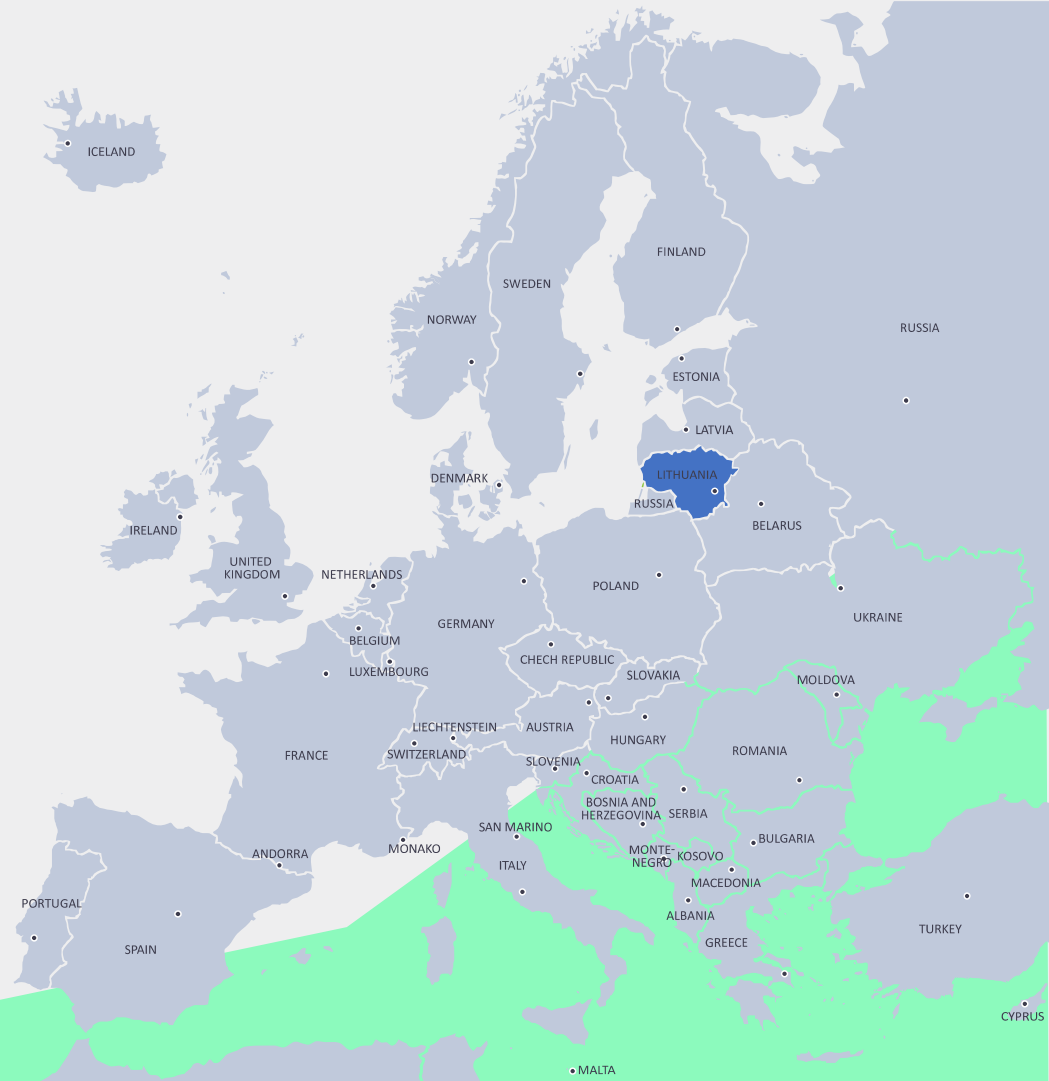 ICELAND
FINLAND
SWEDEN
NORWAY
RUSSIA
ESTONIA
LATVIA
LITHUANIA
DENMARK
RUSSIA
IRELAND
BELARUS
UNITED
KINGDOM
NETHERLANDS
POLAND
UKRAINE
GERMANY
BELGIUM
CHECH REPUBLIC
LUXEMBOURG
SLOVAKIA
MOLDOVA
LIECHTENSTEIN
AUSTRIA
HUNGARY
FRANCE
SWITZERLAND
ROMANIA
SLOVENIA
CROATIA
BOSNIA AND
HERZEGOVINA
SERBIA
SAN MARINO
BULGARIA
MONAKO
MONTE-
NEGRO
KOSOVO
ANDORRA
ITALY
MACEDONIA
PORTUGAL
ALBANIA
TURKEY
GREECE
SPAIN
CYPRUS
MALTA